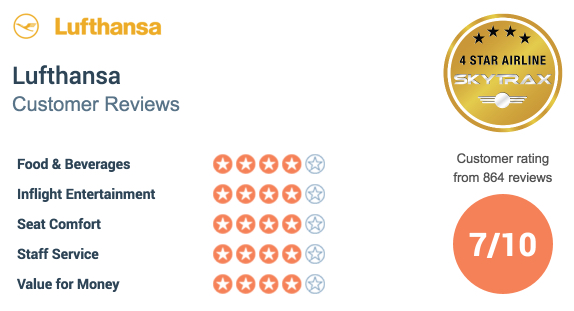 Lufthansa
Lufthansa
Customer Reviews
4 STAR AIRLINE
SKYTRAX
Customer rating
from 864 reviews
7/10
Food & Beverages
Inflight Entertainment
Seat Comfort
Staff Service
Value for Money